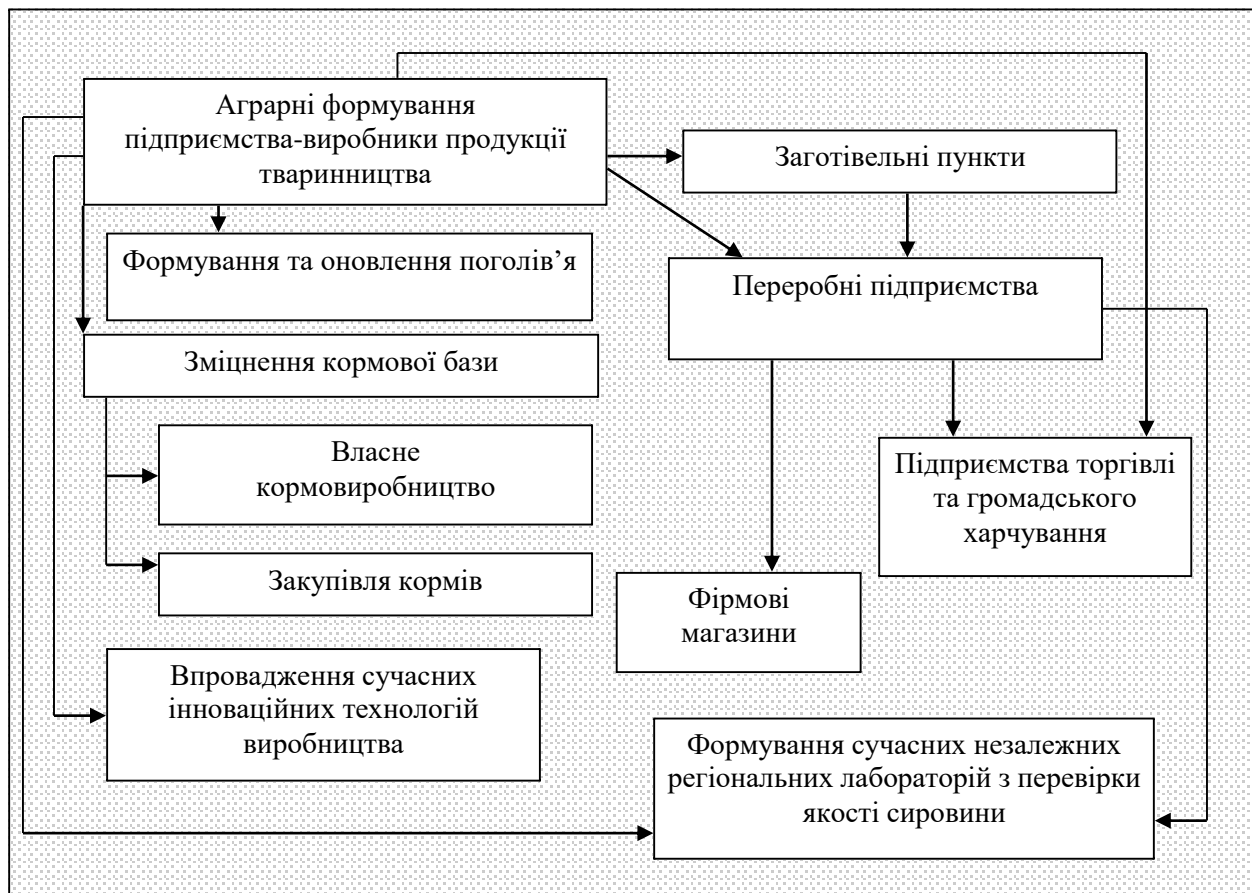 Аграрні формування
підприємства-виробники продукції
тваринництва
Заготівельні пункти
Формування та оновлення поголів’я
Переробні підприємства
Зміцнення кормової бази
Власне
кормовиробництво
Підприємства торгівлі
та громадського
харчування
Закупівля кормів
Фірмові
магазини
Впровадження сучасних
інноваційних технологій
виробництва
Формування сучасних незалежних
регіональних лабораторій з перевірки
якості сировини